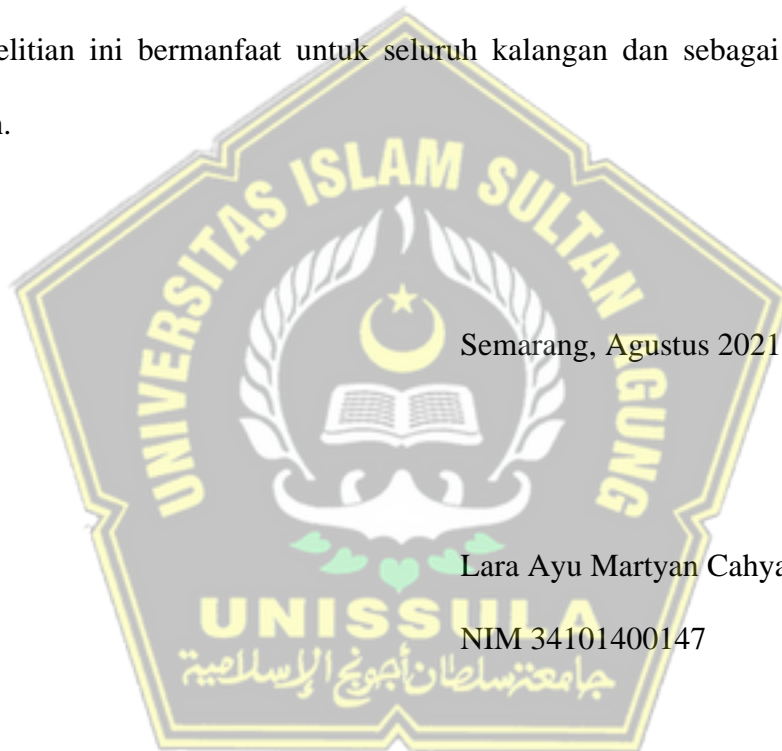 elitian ini bermanfaat untuk seluruh kalangan dan sebagai
n.
UNIVERSITAS ISLAM SULTAN AGUNG
Semarang, Agustus 2021
Lara Ayu Martyan Cahya
UNISSULA
NIM 34101400147
جامعة سلطان أجونج الإسلامية